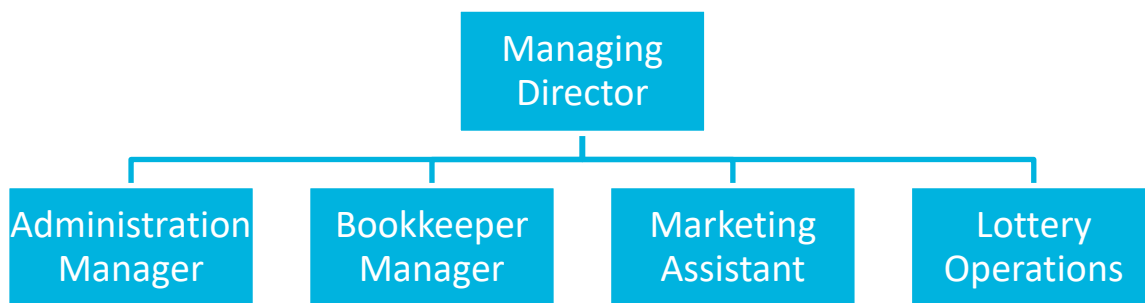 Managing
Director
Administration
Manager
Bookkeeper
Manager
Marketing
Assistant
Lottery
Operations